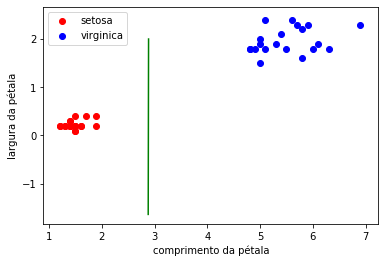 setosa
virginica
largura da pétala
2
1
0
−1
1 2 3 4 5 6 7
comprimento da pétala